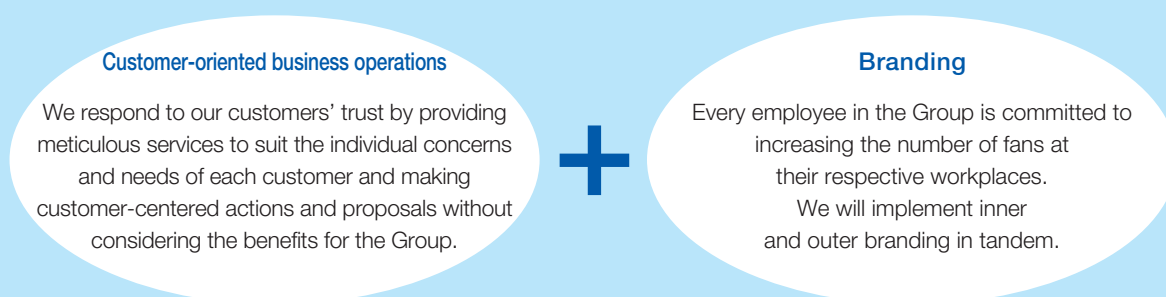 Customer-oriented business operations
We respond to our customers’ trust by providing
meticulous services to suit the individual concerns
and needs of each customer and making
customer-centered actions and proposals without
considering the benefits for the Group.
+
Branding
Every employee in the Group is committed to
increasing the number of fans at
their respective workplaces.
We will implement inner
and outer branding in tandem.